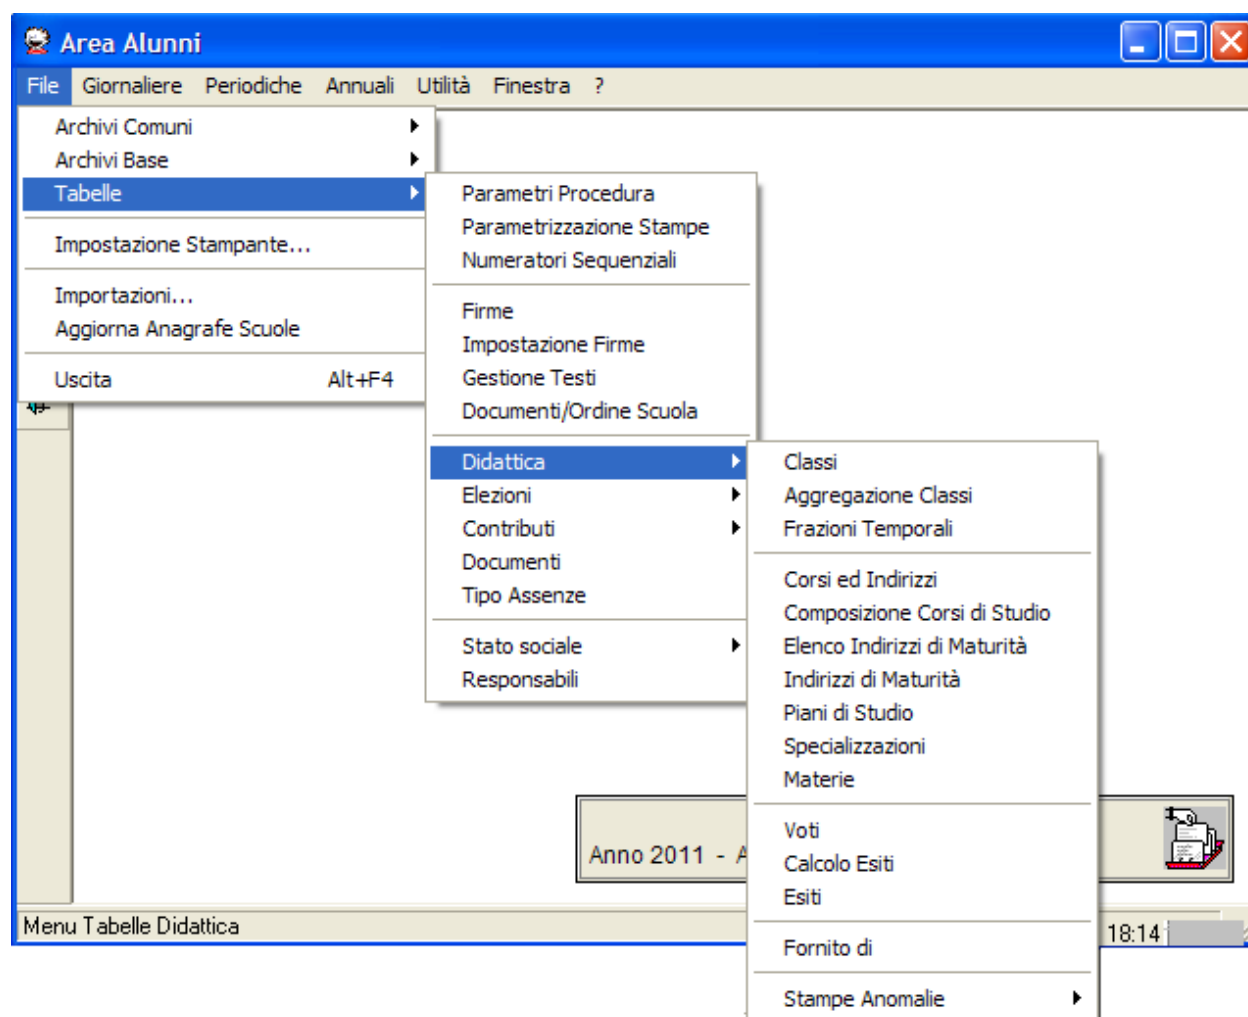 Area Alunni
File Giornaliere Periodiche Annuali Utilità Finestra ?
Archivi Comuni
Archivi Base
Tabelle
Impostazione Stampante...
Importazioni...
Aggiorna Anagrafe Scuole
Uscita Alt+F4
Parametri Procedura
Parametrizzazione Stampe
Numeratori Sequenziali
Firme
Impostazione Firme
Gestione Testi
Documenti/Ordine Scuola
Didattica
Elezioni
Contributi
Documenti
Tipo Assenze
Stato sociale
Responsabili
Classi
Aggregazione Classi
Frazioni Temporali
Corsi ed Indirizzi
Composizione Corsi di Studio
Elenco Indirizzi di Maturità
Indirizzi di Maturità
Piani di Studio
Specializzazioni
Materie
Voti
Calcolo Esiti
Esiti
Fornito di
Stampe Anomalie
Anno 2011 - A
Menu Tabelle Didattica
18:14